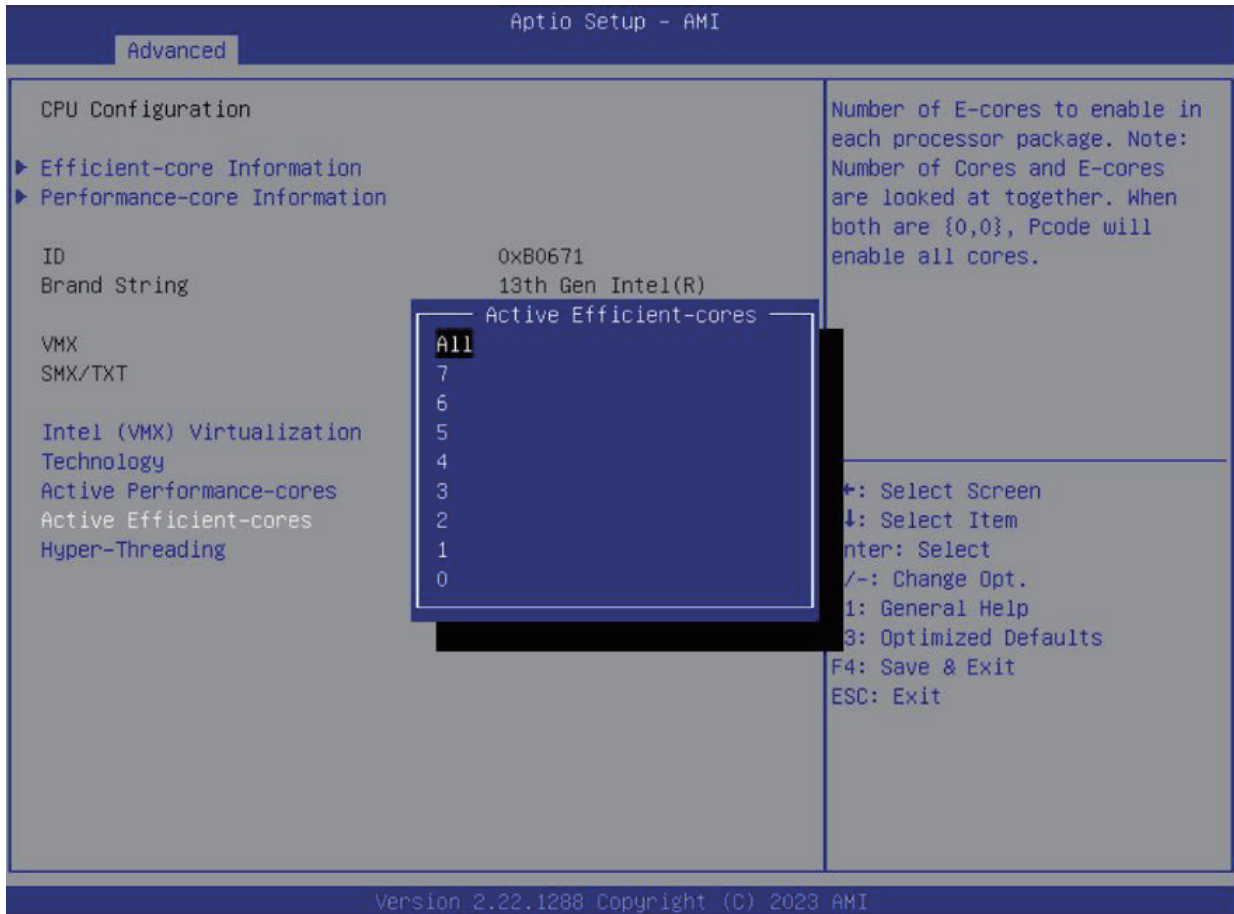 Aptio Setup - AMI
Advanced
CPU Configuration
Efficient-core Information
Performance-core Information
ID 0xB0671
Brand String 13th Gen Intel(R)
VMX
SMX/TXT
Intel (VMX) Virtualization
Technology
Active Performance-cores
Active Efficient-cores
Hyper-Threading
Active Efficient-cores
All
7
6
5
4
3
2
1
0
Number of E-cores to enable in
each processor package. Note:
Number of Cores and E-cores
are looked at together. When
both are {0,0}, Pcode will
enable all cores.
: Select Screen
: Select Item
nter: Select
/-: Change Opt.
1: General Help
3: Optimized Defaults
F4: Save & Exit
ESC: Exit
Version 2.22.1288 Copyright (C) 2023 AMI